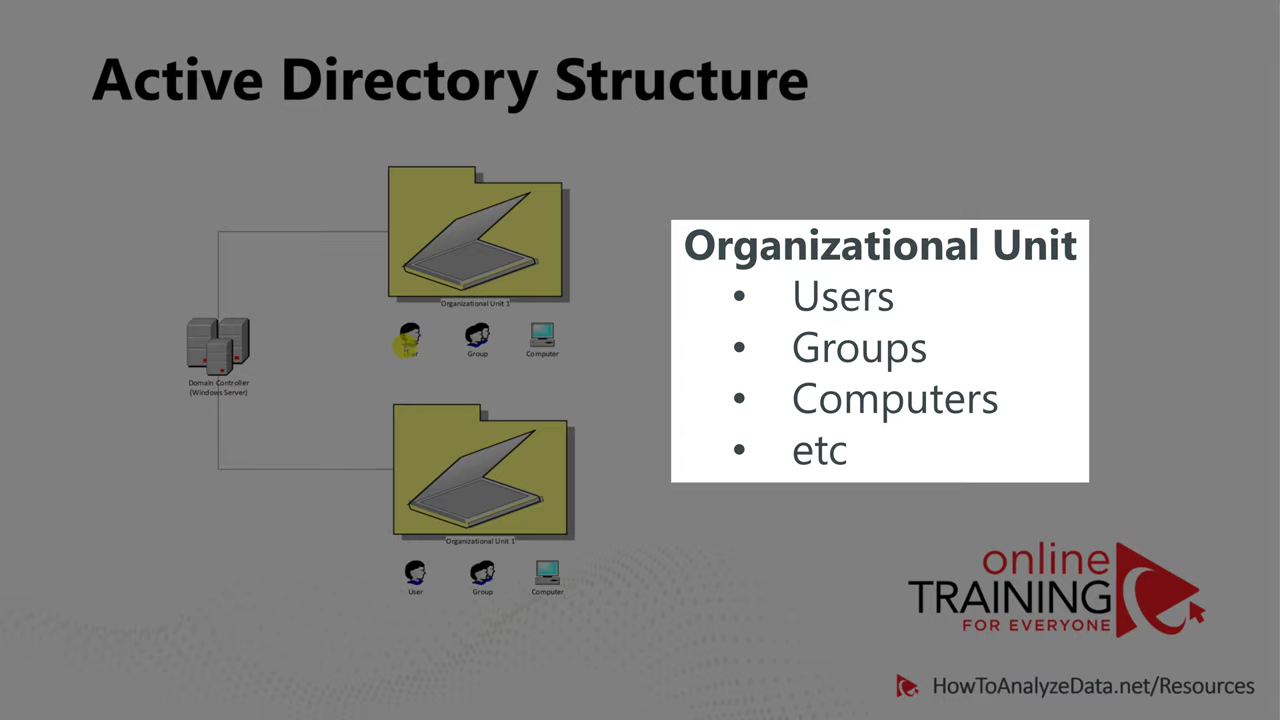 Active Directory Structure
Organizational Unit 1
User
Group
Computer
Domain Controller
(Windows Server)
Organizational Unit 1
User
Group
Computer
Organizational Unit
• Users
• Groups
• Computers
• etc
online
TRAINING
FOR EVERYONE
HowToAnalyzeData.net/Resources